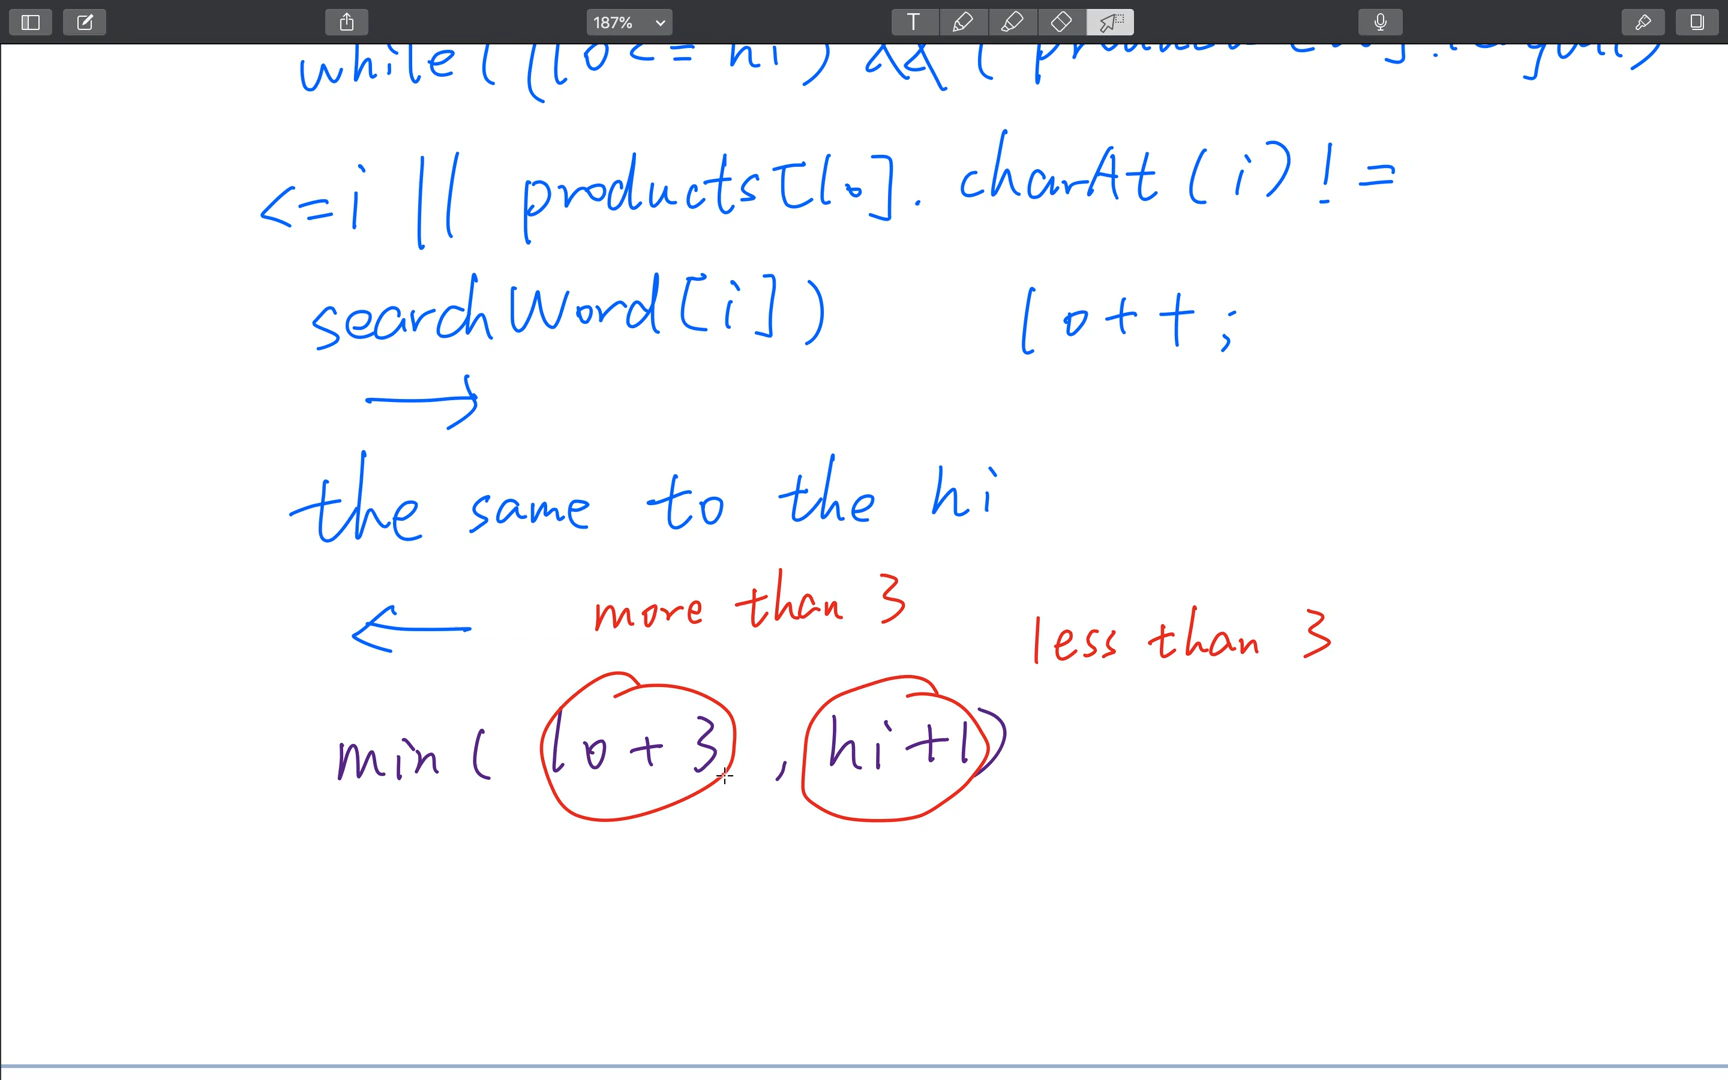 187%
T
while ( ( lo <= hi ) && (
<= i || products [lo]. charAt ( i ) ! =
searchWord [ i ] ) lo + + ;
the same to the hi
more than 3
less than 3
min ( lo + 3 , hi + 1 )